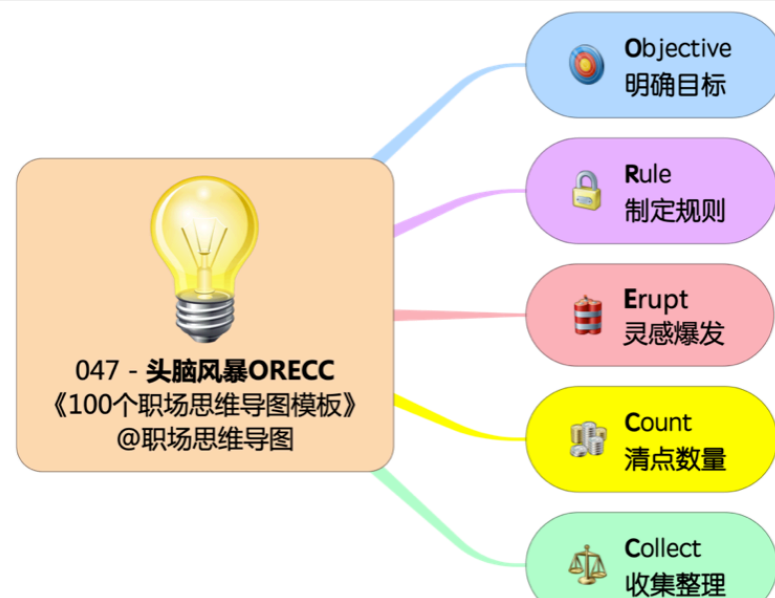 047 - 头脑风暴ORECC
《100个职场思维导图模板》
@职场思维导图
Objective
明确目标
Rule
制定规则
Erupt
灵感爆发
Count
清点数量
Collect
收集整理